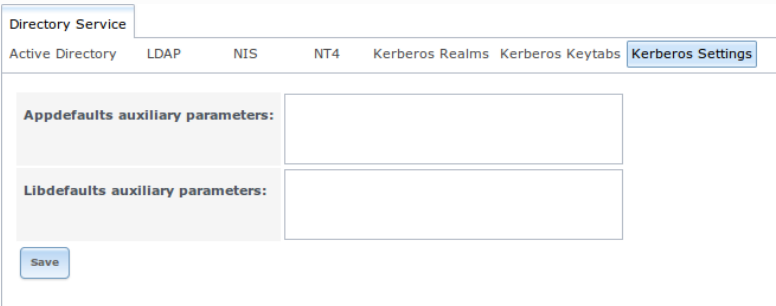 Directory Service
Active Directory LDAP NIS NT4 Kerberos Realms Kerberos Keytabs Kerberos Settings
Appdefaults auxiliary parameters:
Libdefaults auxiliary parameters:
Save